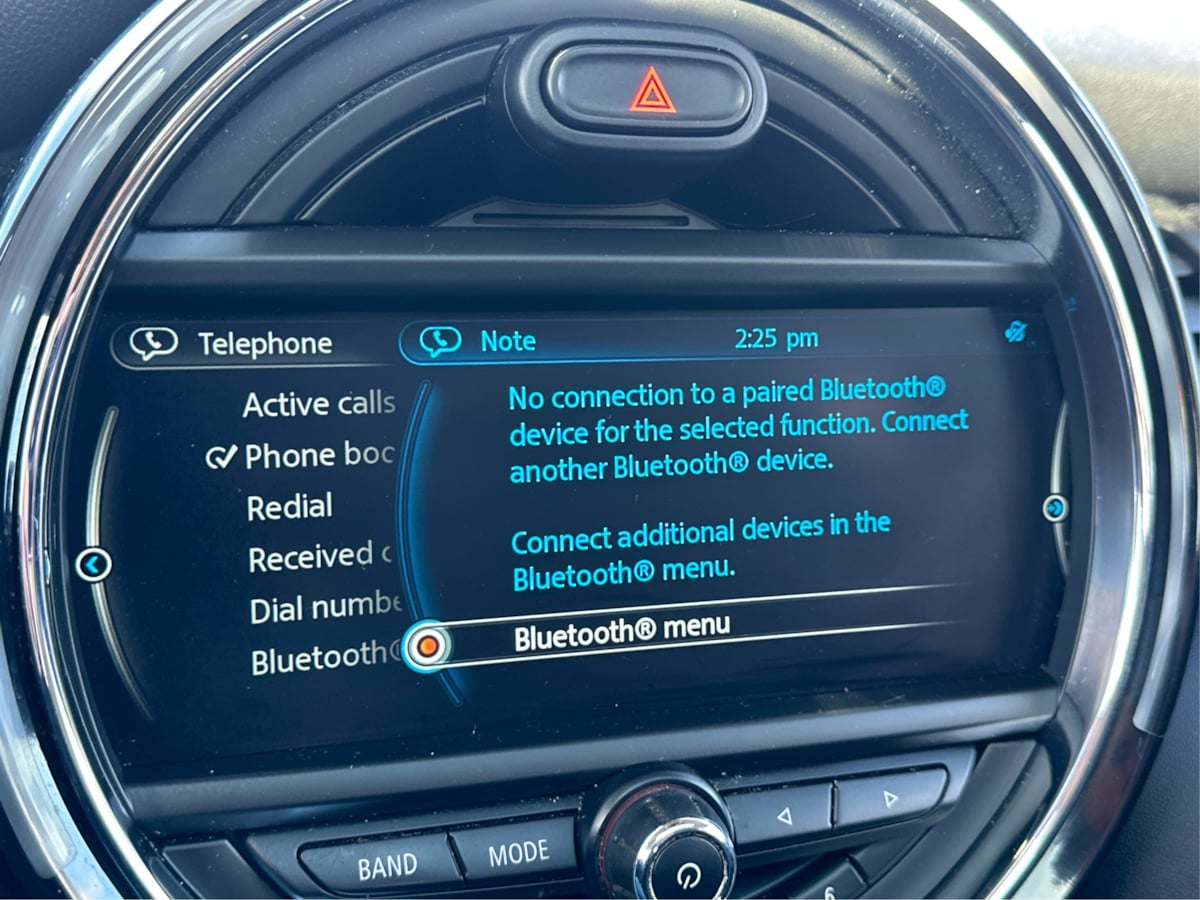 Telephone
Note
2:25 pm
Active calls
Phone boo
Redial
Received c
Dial numbe
Bluetooth®
No connection to a paired Bluetooth®
device for the selected function. Connect
another Bluetooth® device.
Connect additional devices in the
Bluetooth® menu.
Bluetooth® menu
BAND
MODE
6